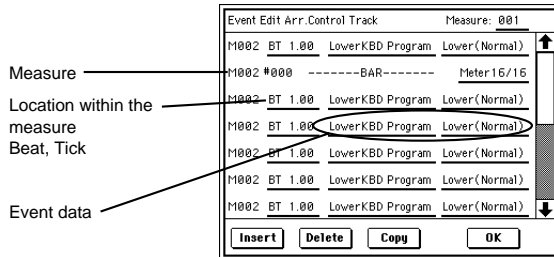 Event Edit Arr.Control Track Measure: 001
M002 BT 1.00 LowerKBD Program Lower(Normal)
M002 #000 -------BAR------- Meter16/16
M002 BT 1.00 LowerKBD Program Lower(Normal)
M002 BT 1.00 LowerKBD Program Lower(Normal)
M002 BT 1.00 LowerKBD Program Lower(Normal)
M002 BT 1.00 LowerKBD Program Lower(Normal)
M002 BT 1.00 LowerKBD Program Lower(Normal)
Insert Delete Copy OK
Measure
Location within the
measure
Beat, Tick
Event data